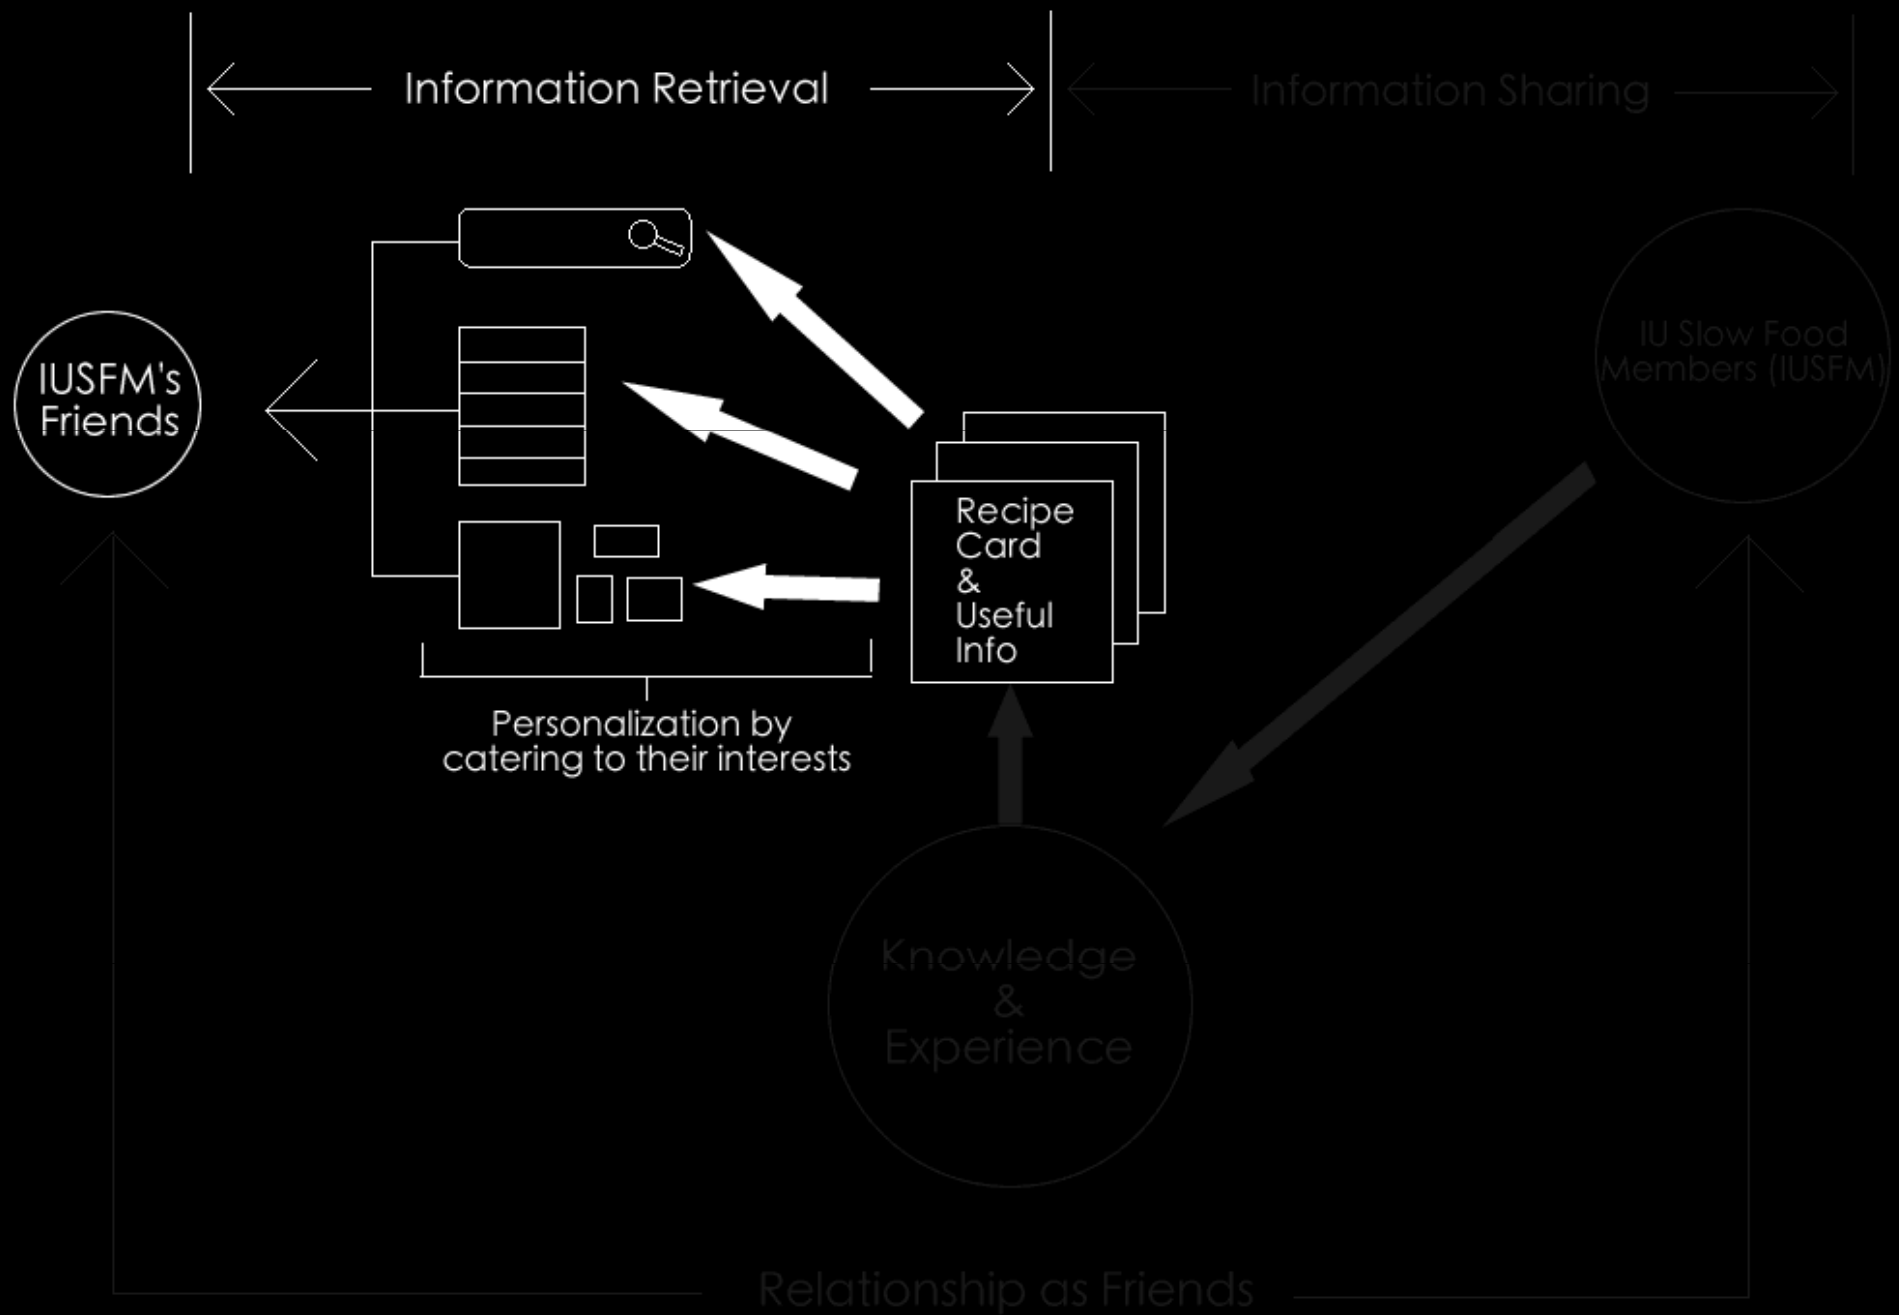 Information Retrieval
Information Sharing
IU Slow Food
Members (IUSFM)
IUSFM's
Friends
Recipe
Card
&
Useful
Info
Personalization by
catering to their interests
Knowledge
&
Experience
Relationship as Friends